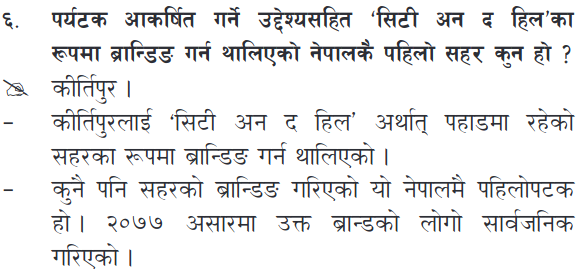 ६. पर्यटक आकर्षित गर्ने उद्देश्यसहित ‘सिटी अन द हिल’का
रूपमा ब्रान्डिङ गर्न थालिएको नेपालकै पहिलो सहर कुन हो ?
कीर्तिपुर ।
– कीर्तिपुरलाई ‘सिटी अन द हिल’ अर्थात् पहाडमा रहेको
सहरका रूपमा ब्रान्डिङ गर्न थालिएको ।
– कुनै पनि सहरको ब्रान्डिङ गरिएको यो नेपालमै पहिलोपटक
हो । २०७७ असारमा उक्त ब्रान्डको लोगो सार्वजनिक
गरिएको ।